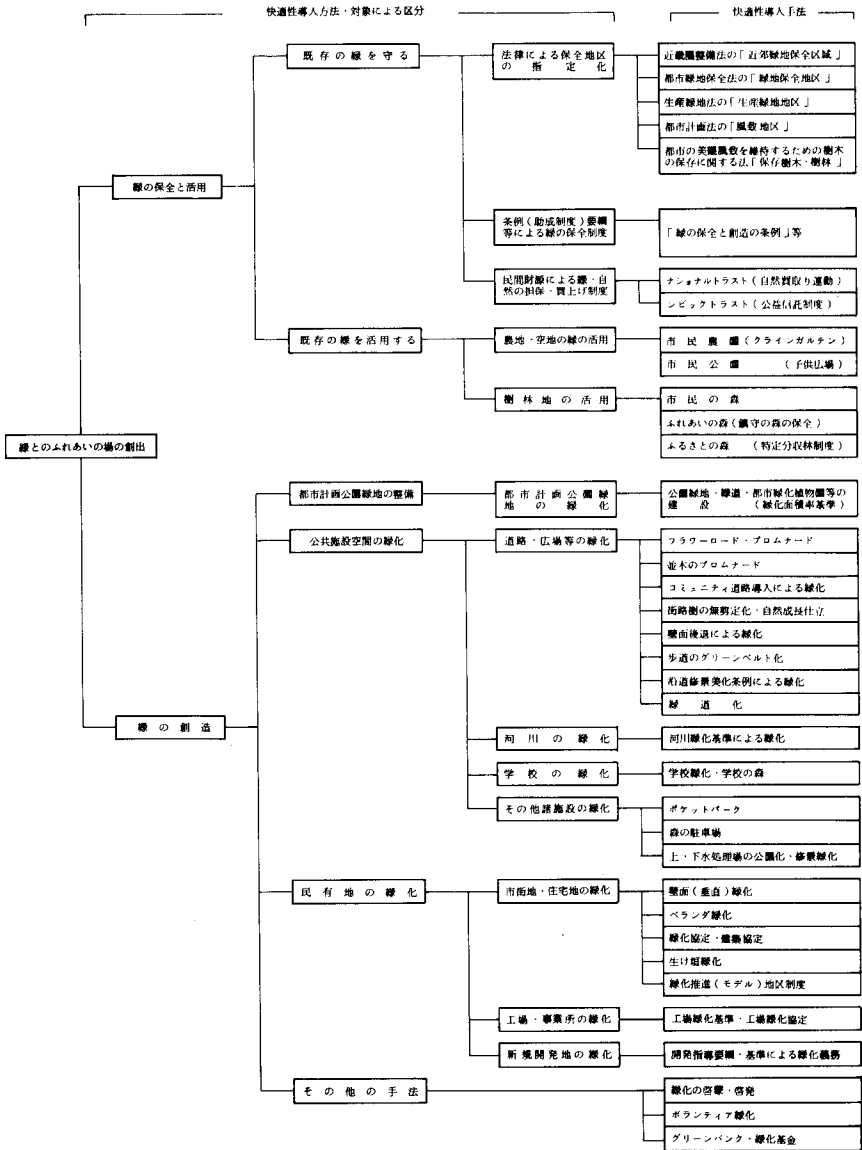 快適性導入方法・対象による区分
快適性導入手法
緑とのふれあいの場の創出
緑の保全と活用
既存の緑を守る
法律による保全地区
の指定化
近畿圏整備法の「近郊緑地保全区域」
都市緑地保全法の「緑地保全地区」
生産緑地法の「生産緑地地区」
都市計画法の「風致地区」
都市の美観風致を維持するための樹木
の保存に関する法「保存樹木・樹林」
条例(助成制度)要綱
等による緑の保全制度
「緑の保全と創造の条例」等
民間財源による緑・自
然の担保・買上げ制度
ナショナルトラスト(自然買取り運動)
シビックトラスト(公益信託制度)
既存の緑を活用する
農地・空地の緑の活用
市民農園(クラインガルテン)
市民公園(子供広場)
樹林地の活用
市民の森
ふれあいの森(鎮守の森の保全)
ふるさとの森(特定分収林制度)
緑の創造
都市計画公園緑地の整備
都市計画公園緑
地の緑化
公園緑地・緑道・都市緑化植物園等の
建設(緑化面積率基準)
公共施設空間の緑化
道路・広場等の緑化
フラワーロード・プロムナード
並木のプロムナード
コミュニティ道路導入による緑化
街路樹の無剪定化・自然成長仕立
壁面後退による緑化
歩道のグリーンベルト化
沿道修景美化条例による緑化
緑道化
河川の緑化
河川緑化基準による緑化
学校の緑化
学校緑化・学校の森
その他諸施設の緑化
ポケットパーク
森の駐車場
上・下水処理場の公園化・修景緑化
民有地の緑化
市街地・住宅地の緑化
壁面(垂直)緑化
ベランダ緑化
緑化協定・建築協定
生け垣緑化
緑化推進(モデル)地区制度
工場・事業所の緑化
工場緑化基準・工場緑化協定
新規開発地の緑化
開発指導要綱・基準による緑化義務
その他の手法
緑化の啓蒙・啓発
ボランティア緑化
グリーンバンク・緑化基金